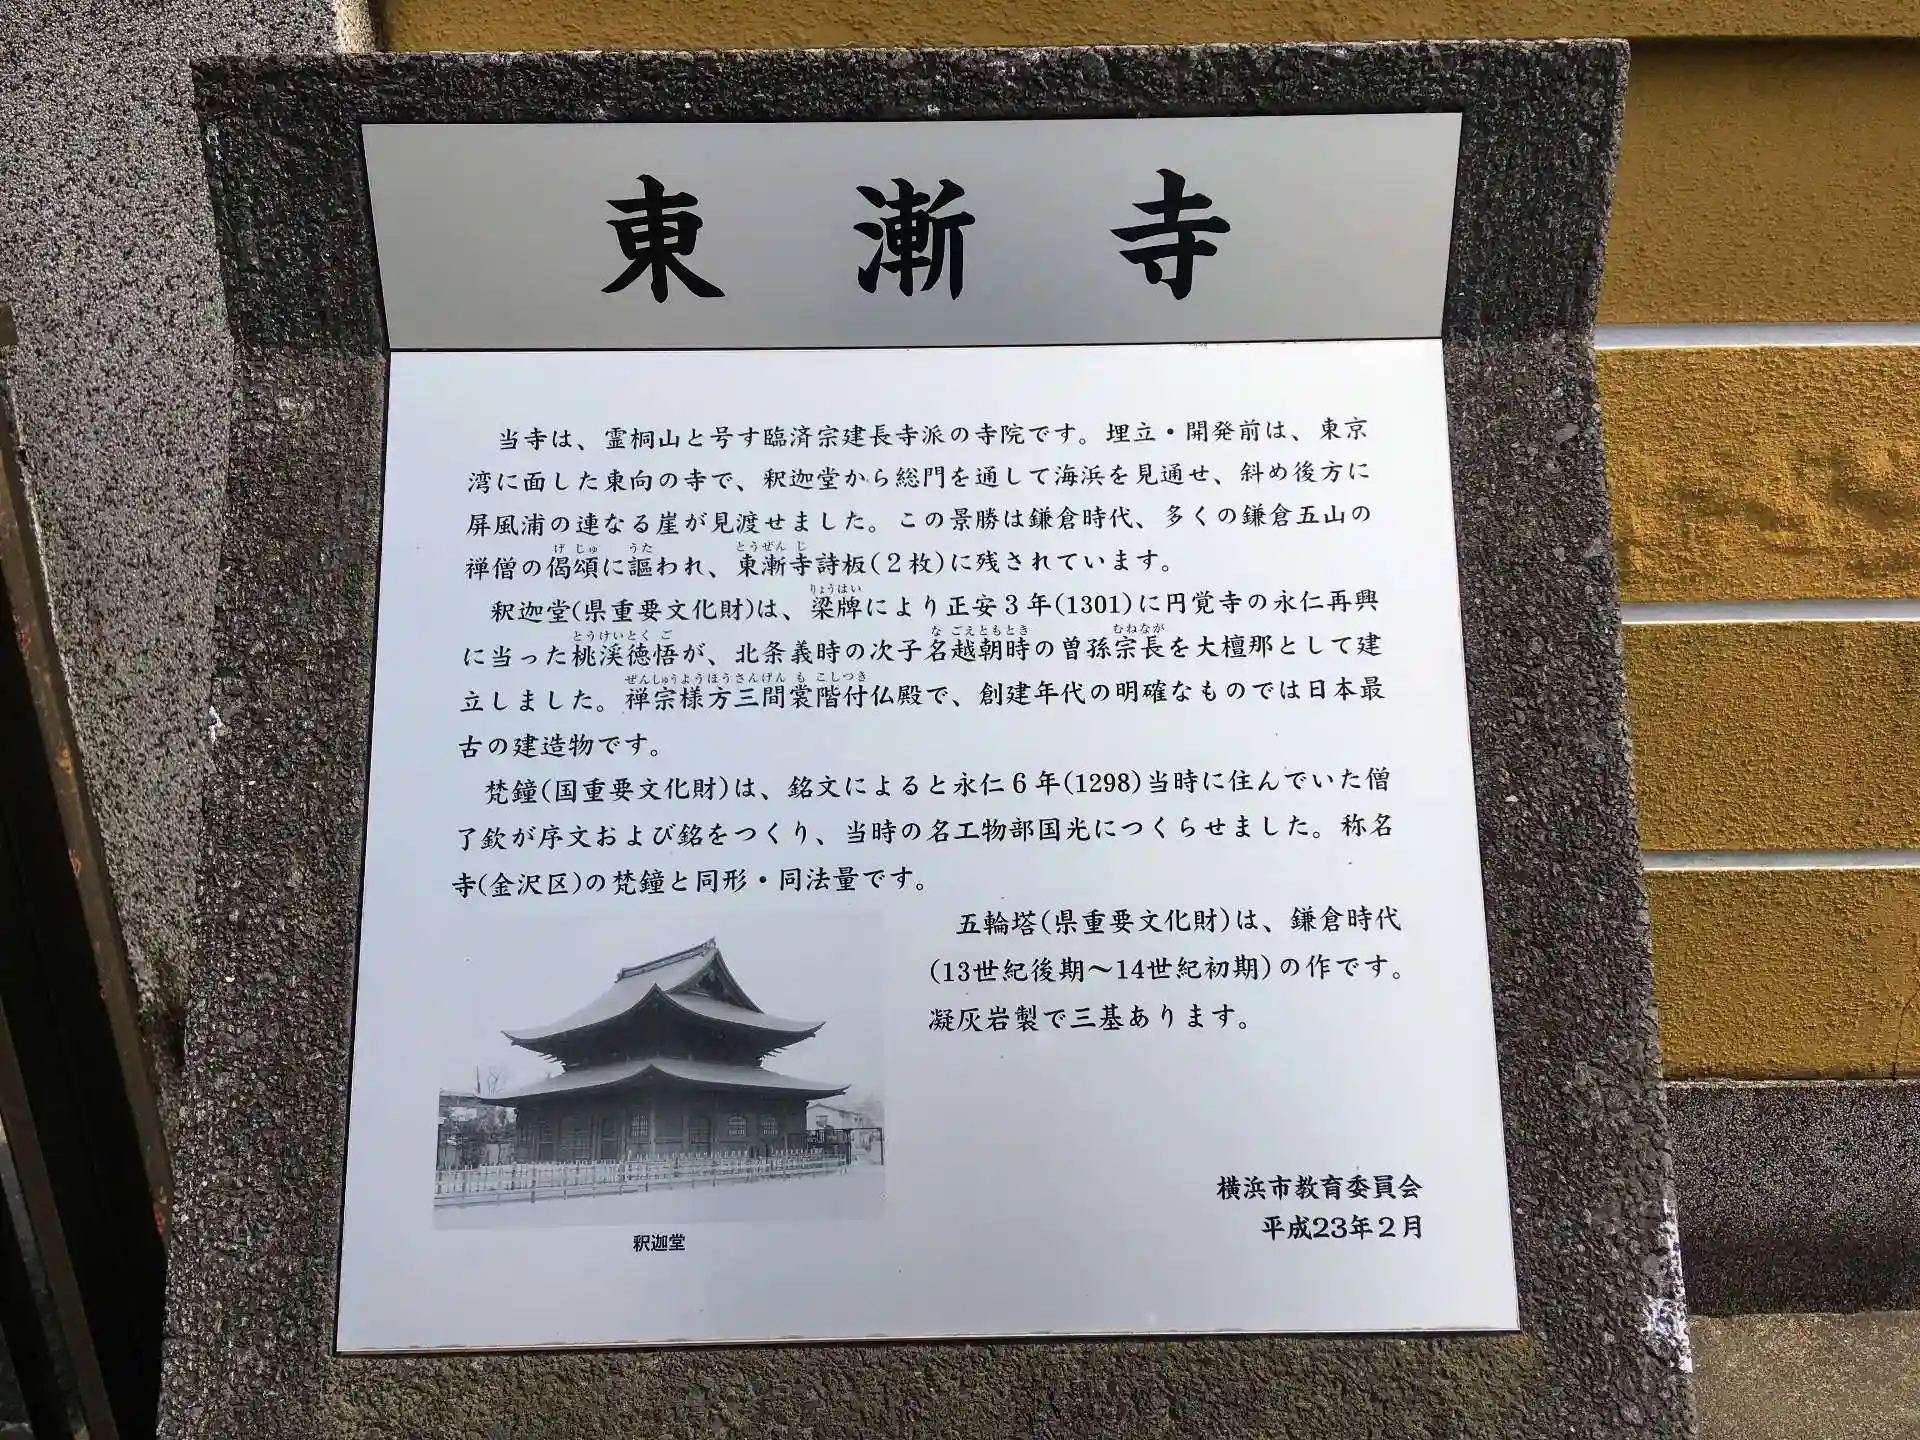 東漸寺
当寺は、霊桐山と号す臨済宗建長寺派の寺院です。埋立・開発前は、東京
湾に面した東向の寺で、釈迦堂から総門を通して海浜を見通せ、斜め後方に
屏風浦の連なる崖が見渡せました。この景勝は鎌倉時代、多くの鎌倉五山の
げじゅ うた とうぜんじ
禅僧の偈頌に謳われ、東漸寺詩板(２枚)に残されています。
りょうはい
釈迦堂(県重要文化財)は、梁牌により正安３年(1301)に円覚寺の永仁再興
とうけいとくご なごえともとき むねなが
に当った桃渓徳悟が、北条義時の次子名越朝時の曽孫宗長を大檀那として建
ぜんしゅうようほうさんげんもこしつき
立しました。禅宗様方三間裳階付仏殿で、創建年代の明確なものでは日本最
古の建造物です。
梵鐘(国重要文化財)は、銘文によると永仁６年(1298)当時に住んでいた僧
了欽が序文および銘をつくり、当時の名工物部国光につくらせました。称名
寺(金沢区)の梵鐘と同形・同法量です。
五輪塔(県重要文化財)は、鎌倉時代
(13世紀後期～14世紀初期)の作です。
凝灰岩製で三基あります。
釈迦堂
横浜市教育委員会
平成23年２月